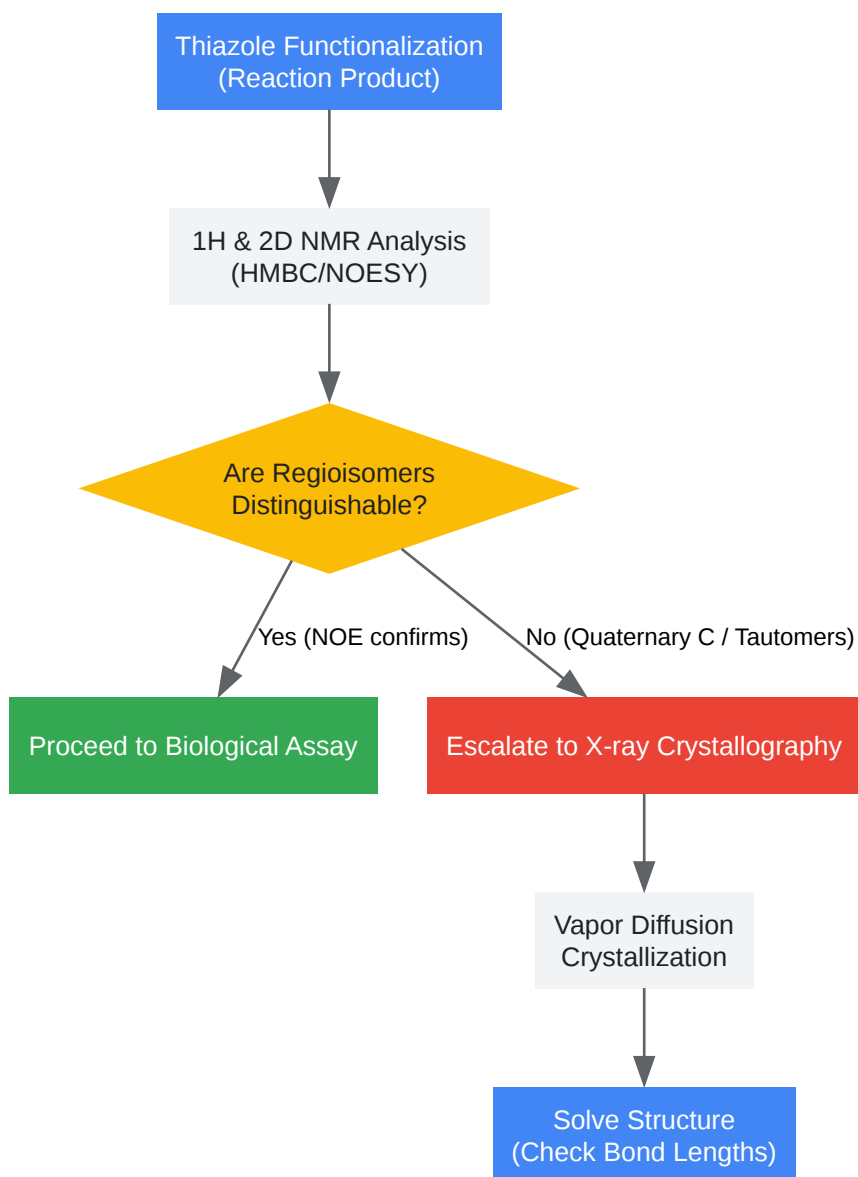 Thiazole Functionalization
(Reaction Product)
1H & 2D NMR Analysis
(HMBC/NOESY)
Are Regioisomers
Distinguishable?
Yes (NOE confirms)
No (Quaternary C / Tautomers)
Proceed to Biological Assay
Escalate to X-ray Crystallography
Vapor Diffusion
Crystallization
Solve Structure
(Check Bond Lengths)